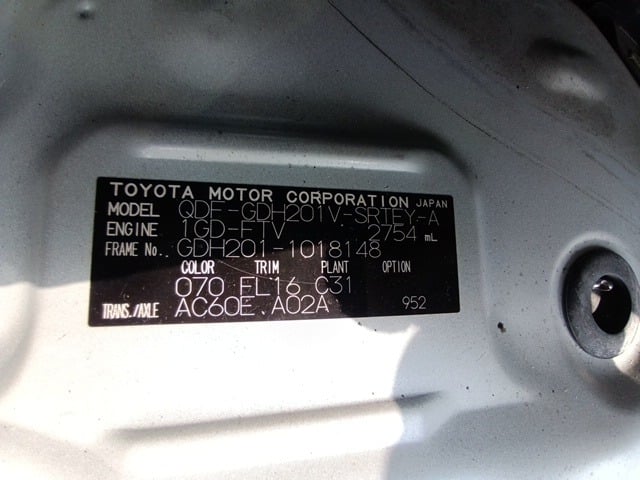 TOYOTA MOTOR CORPORATION JAPAN
MODEL QDF-GDH201V-SRTEY-A
ENGINE 1GD-FTV 2754 mL
FRAME No. GDH201-1018148
COLOR TRIM PLANT OPTION
070 FL16 C31
TRANS./AXLE AC60E A02A 952